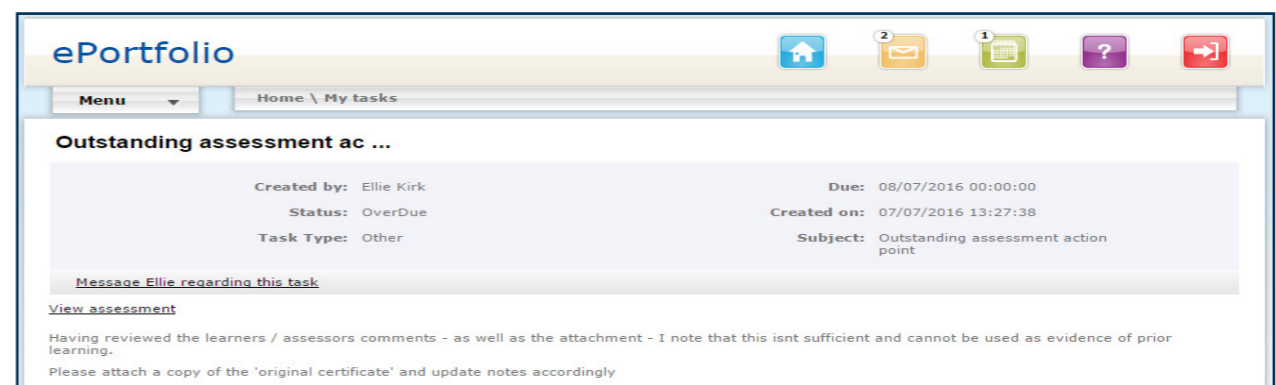 ePortfolio
2
1
?
Menu
Home \ My tasks
Outstanding assessment ac ...
Created by: Ellie Kirk
Due: 08/07/2016 00:00:00
Status: OverDue
Created on: 07/07/2016 13:27:38
Task Type: Other
Subject: Outstanding assessment action
point
Message Ellie regarding this task
View assessment
Having reviewed the learners / assessors comments - as well as the attachment - I note that this isnt sufficient and cannot be used as evidence of prior
learning.
Please attach a copy of the 'original certificate' and update notes accordingly